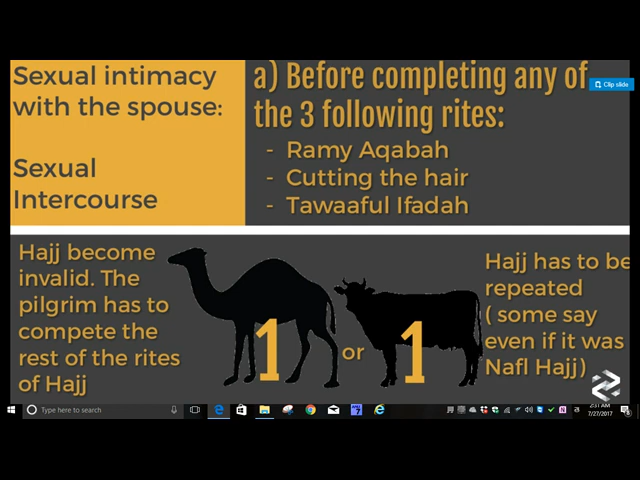 Sexual intimacy
with the spouse:
Sexual
Intercourse
a) Before completing any of
the 3 following rites:
- Ramy Aqabah
- Cutting the hair
- Tawaaful Ifadah
Clip slide
Hajj become
invalid. The
pilgrim has to
compete the
rest of the rites
of Hajj
1 or 1
Hajj has to be
repeated
( some say
even if it was
Nafl Hajj)
Type here to search
2:31 AM
7/27/2017